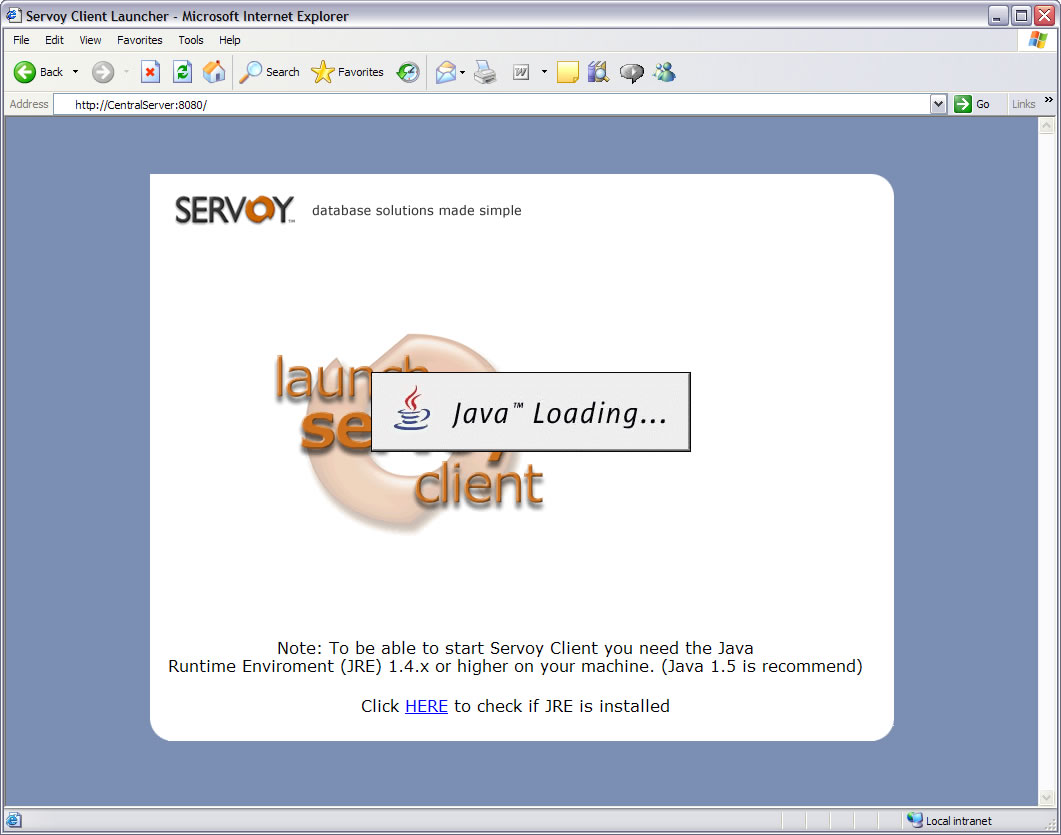 Servoy Client Launcher - Microsoft Internet Explorer
File Edit View Favorites Tools Help
Back Search Favorites W
Address http://CentralServer:8080/ Go Links »
SERVOY™ database solutions made simple
launch
Java™ Loading...
client
Note: To be able to start Servoy Client you need the Java
Runtime Enviroment (JRE) 1.4.x or higher on your machine. (Java 1.5 is recommend)
Click HERE to check if JRE is installed
Local intranet